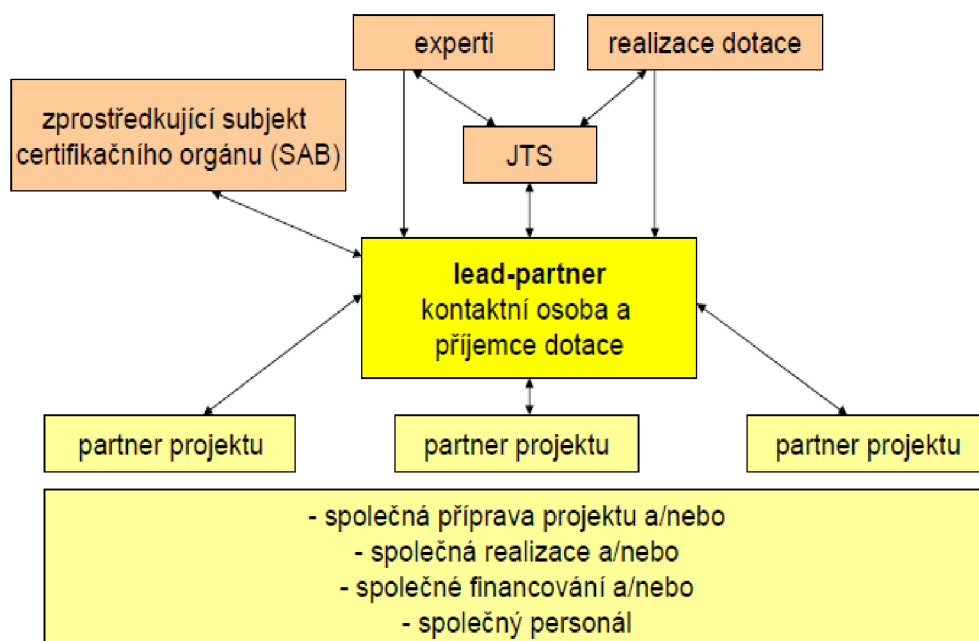 experti
realizace dotace
zprostředkující subjekt
certifikačního orgánu (SAB)
JTS
lead-partner
kontaktní osoba a
příjemce dotace
partner projektu
partner projektu
partner projektu
- společná příprava projektu a/nebo
- společná realizace a/nebo
- společné financování a/nebo
- společný personál